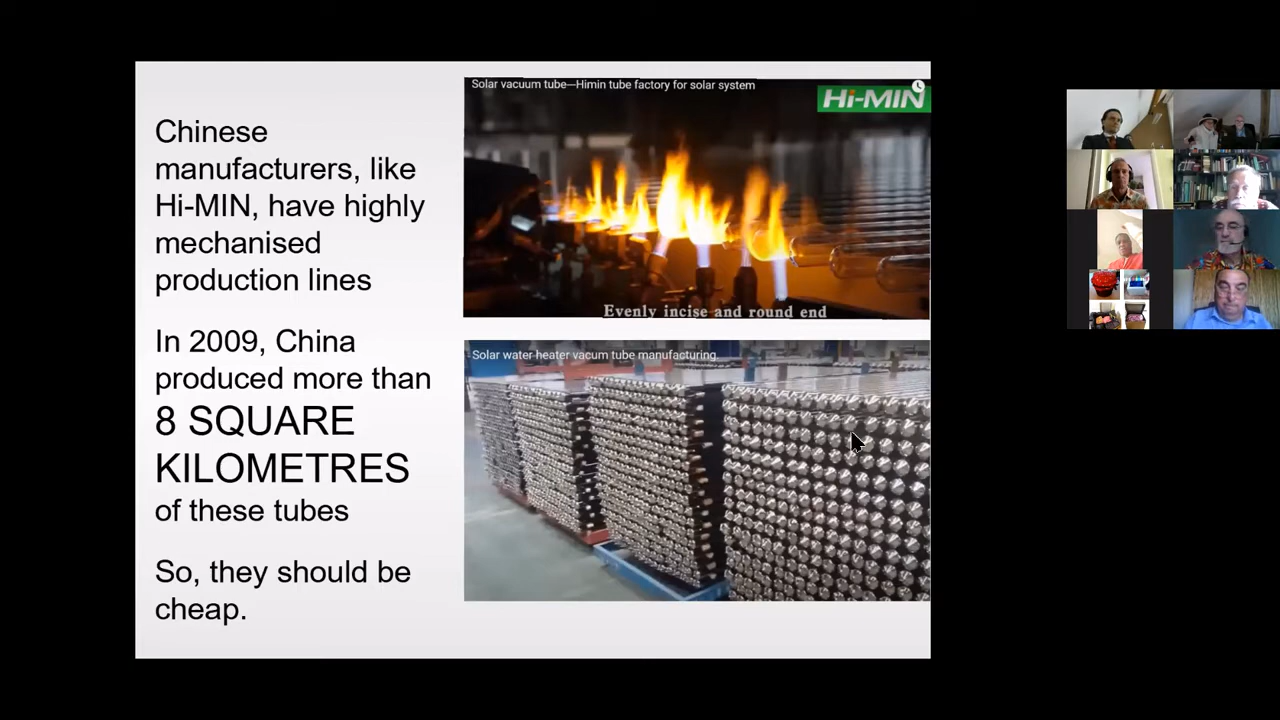 Chinese
manufacturers, like
Hi-MIN, have highly
mechanised
production lines
In 2009, China
produced more than
8 SQUARE
KILOMETRES
of these tubes
So, they should be
cheap.
Solar vacuum tube—Himin tube factory for solar system
Hi-MIN
Evenly incise and round end
Solar water heater vacum tube manufacturing